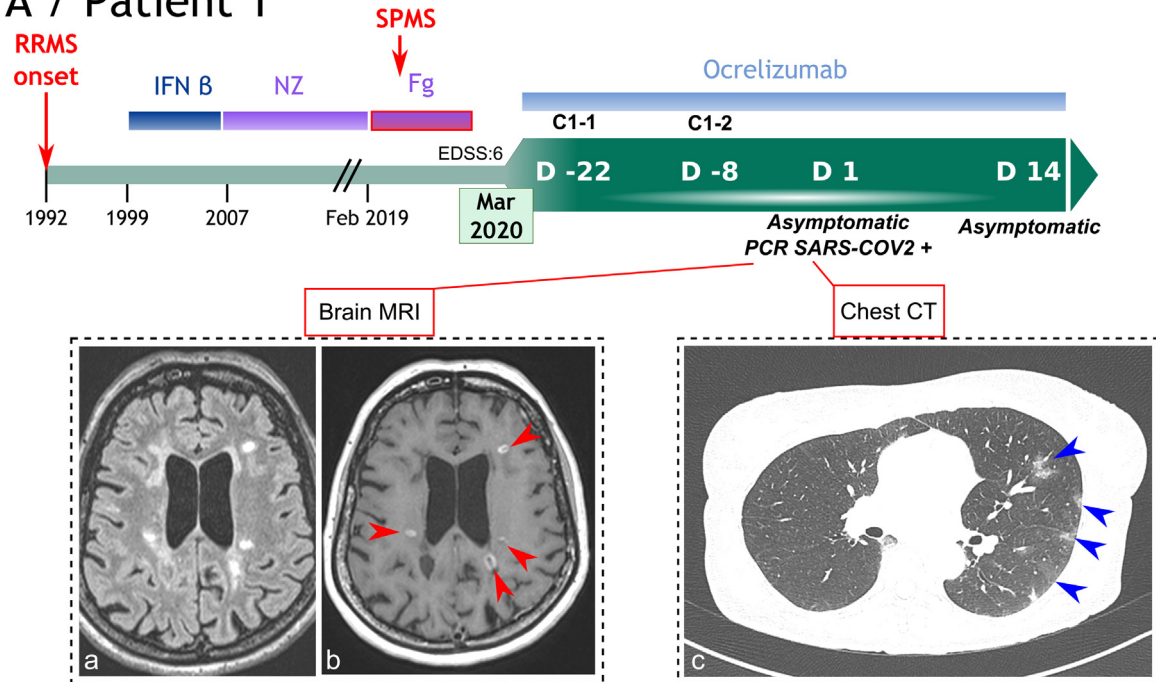 A / Patient 1
RRMS
onset
SPMS
IFN ß
NZ
Fg
Ocrelizumab
C1-1
C1-2
EDSS:6
D -22
D -8
D 1
D 14
1992
1999
2007
Feb 2019
Mar
2020
Asymptomatic
PCR SARS-COV2 +
Asymptomatic
Brain MRI
Chest CT
a
b
c